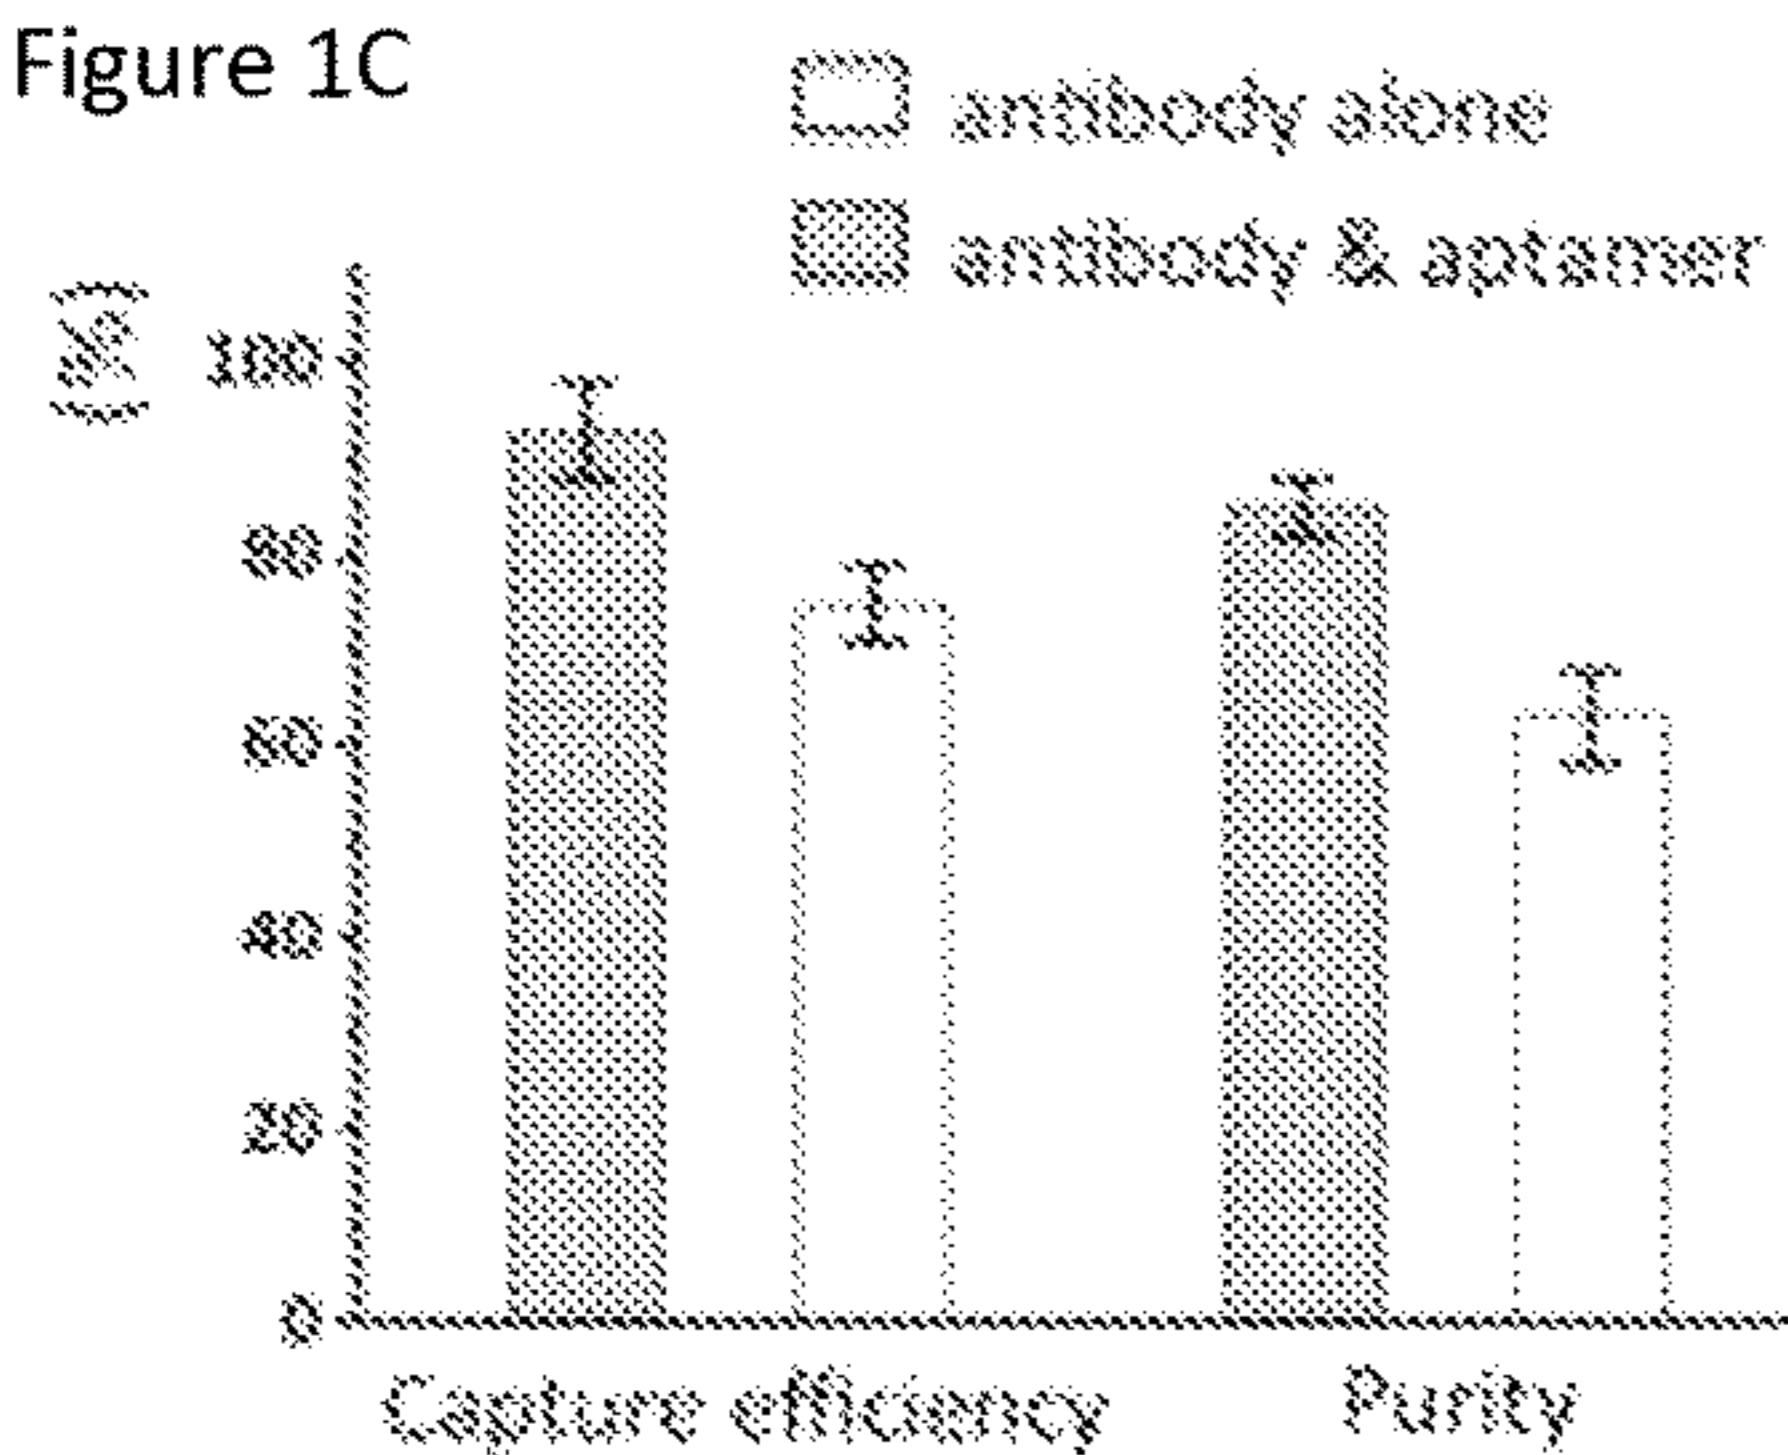 Figure 1C
antibody alone
antibody & aptamer
(%)
100
80
60
40
20
0
Capture efficiency
Purity